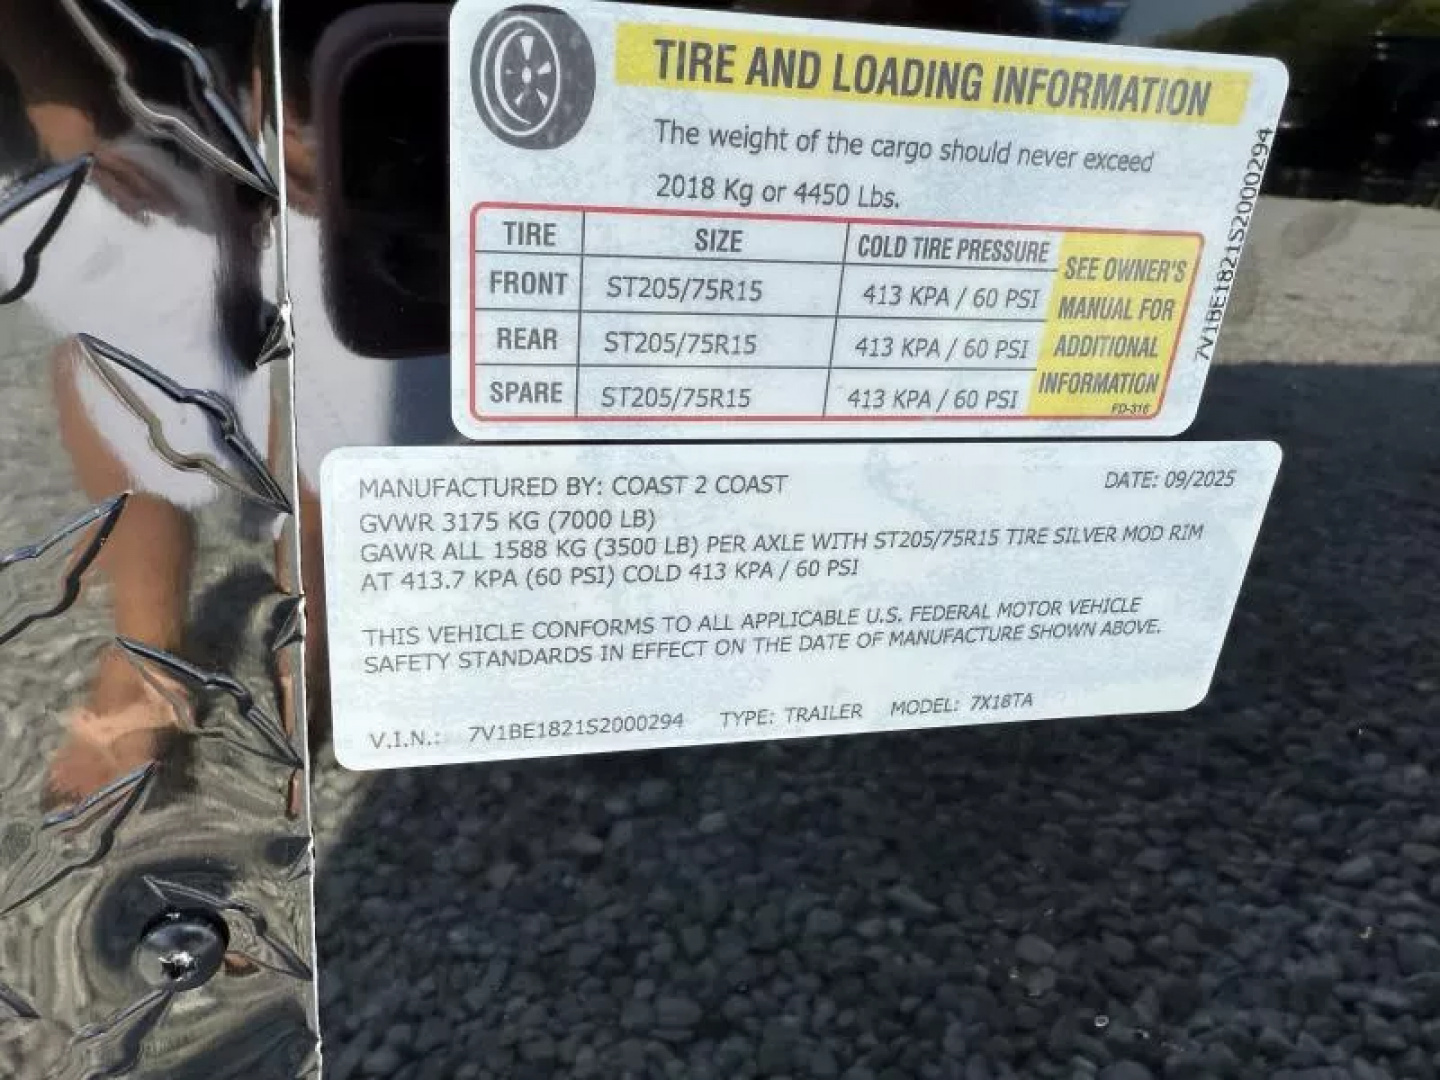 TIRE AND LOADING INFORMATION
The weight of the cargo should never exceed
2018 Kg or 4450 Lbs.
TIRE SIZE COLD TIRE PRESSURE
FRONT ST205/75R15 413 KPA / 60 PSI
REAR ST205/75R15 413 KPA / 60 PSI
SPARE ST205/75R15 413 KPA / 60 PSI
SEE OWNER'S
MANUAL FOR
ADDITIONAL
INFORMATION
FD-316
7V1BE1821S2000294
MANUFACTURED BY: COAST 2 COAST DATE: 09/2025
GVWR 3175 KG (7000 LB)
GAWR ALL 1588 KG (3500 LB) PER AXLE WITH ST205/75R15 TIRE SILVER MOD RIM
AT 413.7 KPA (60 PSI) COLD 413 KPA / 60 PSI
THIS VEHICLE CONFORMS TO ALL APPLICABLE U.S. FEDERAL MOTOR VEHICLE
SAFETY STANDARDS IN EFFECT ON THE DATE OF MANUFACTURE SHOWN ABOVE.
V.I.N.: 7V1BE1821S2000294 TYPE: TRAILER MODEL: 7X18TA